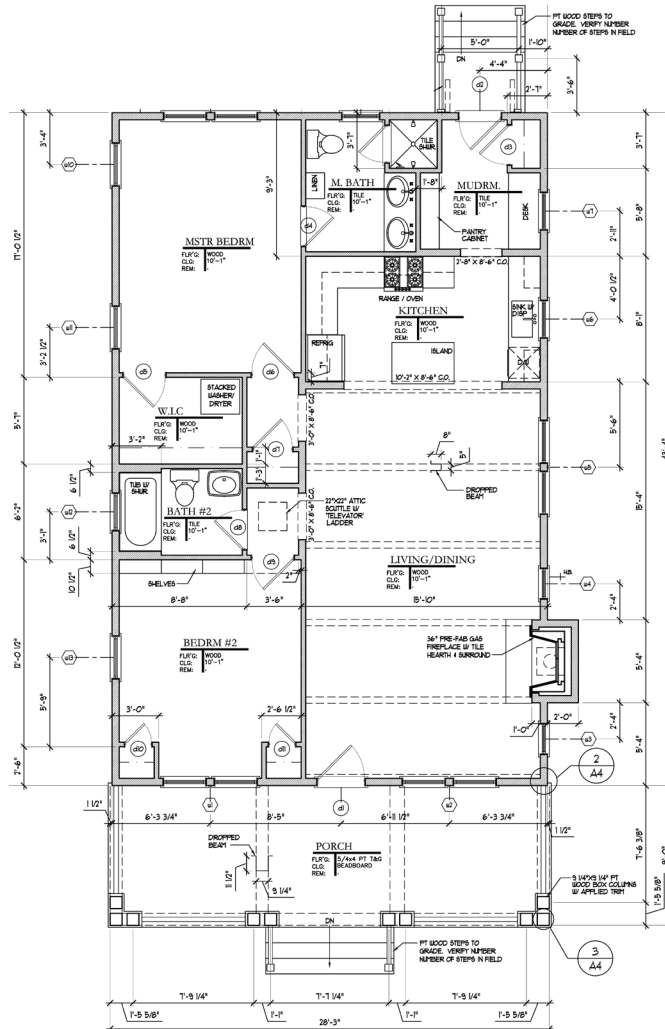 PT WOOD STEPS TO
GRADE. VERIFY NUMBER
NUMBER OF STEPS IN FIELD
5'-0"
1'-10"
DN
4'-4"
d2
2'-7"
3'-6"
3'-4"
w10
9'-3"
3'-7"
TILE
SHWR.
d3
3'-7"
LINEN
M. BATH
FLR'G: TILE
CLG: 10'-1"
REM: -
1'-8"
MUDRM.
FLR'G: TILE
CLG: 10'-1"
REM: -
DESK
w7
5'-8"
2'-11"
d4
PANTRY
CABINET
17'-0 1/2"
MSTR BEDRM
FLR'G: WOOD
CLG: 10'-1"
REM: -
2'-8" X 8'-6" C.O.
4'-0 1/2"
RANGE / OVEN
KITCHEN
FLR'G: WOOD
CLG: 10'-1"
REM: -
SINK W/
DISP
w6
8'-1"
w11
3'-2 1/2"
REFRIG
ISLAND
D/W
7"
10'-2" X 8'-6" C.O.
d5
d6
STACKED
WASHER/
DRYER
W.I.C
FLR'G: WOOD
CLG: 10'-1"
REM: -
3'-0" X 8'-6" C.O.
5'-7"
3'-2"
d7
1'-1"
1'-3"
8"
5"
DROPPED
BEAM
5'-6"
w5
15'-4"
6 1/2"
TUB W/
SHWR.
BATH #2
FLR'G: TILE
CLG: 10'-1"
REM: -
22"X22" ATTIC
SCUTTLE W/
'TELEVATOR'
LADDER
3'-0" X 8'-6" C.O.
6'-2"
w12
3'-1"
d8
6 1/2"
10 1/2"
d9
2"
SHELVES
LIVING/DINING
FLR'G: WOOD
CLG: 10'-1"
REM: -
H.B.
w4
2'-4"
8'-8"
3'-6"
15'-10"
BEDRM #2
FLR'G: WOOD
CLG: 10'-1"
REM: -
36" PRE-FAB GAS
FIREPLACE W/ TILE
HEARTH & SURROUND
5'-4"
12'-0 1/2"
w13
5'-9"
3'-0"
2'-6 1/2"
1'-0"
2'-0"
w3
2'-4"
5'-4"
d10
d11
2'-8"
2
A4
1 1/2"
w1
d1
w2
6'-3 3/4"
8'-5"
6'-11 1/2"
6'-3 3/4"
1 1/2"
DROPPED
BEAM
PORCH
FLR'G: 5/4x4 PT T&G
CLG: BEADBOARD
REM: -
11 1/2"
9 1/4"
7'-6 3/8"
9 1/4"X9 1/4" PT
WOOD BOX COLUMNS
W/ APPLIED TRIM
1'-5 5/8"
DN
PT WOOD STEPS TO
GRADE. VERIFY NUMBER
NUMBER OF STEPS IN FIELD
3
A4
7'-9 1/4"
7'-7 1/4"
7'-9 1/4"
1'-5 5/8"
1'-1"
1'-1"
1'-5 5/8"
28'-3"